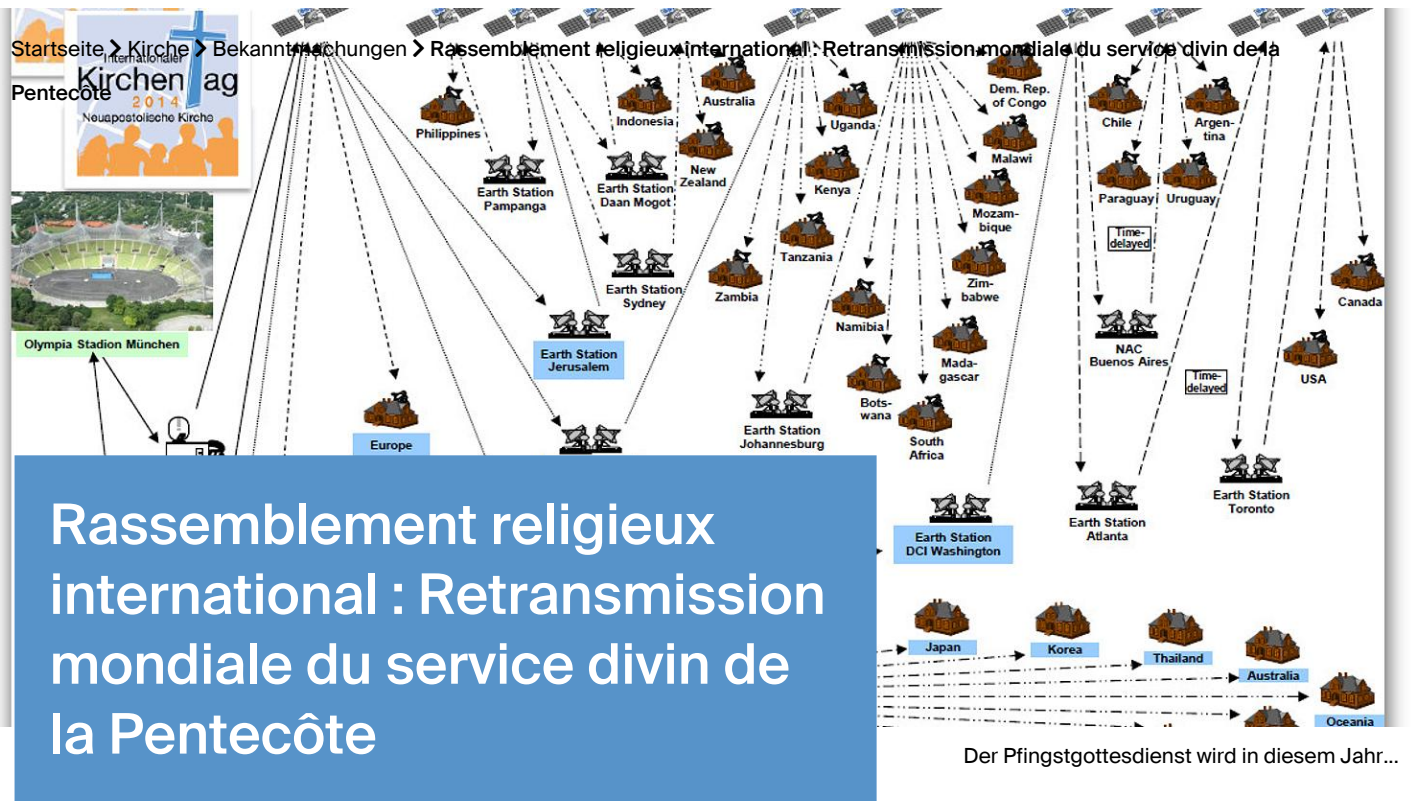 Startseite > Kirche > Bekanntmachungen > Rassemblement religieux international : Retransmission mondiale du service divin de la
Pentecôte
Internationaler
Kirchentag
2014
Neuapostolische Kirche
Olympia Stadion München
Philippines
Earth Station
Pampanga
Indonesia
Earth Station
Daan Mogot
Australia
New
Zealand
Earth Station
Sydney
Earth Station
Jerusalem
Europe
Uganda
Kenya
Tanzania
Zambia
Earth Station
Johannesburg
Dem. Rep.
of Congo
Malawi
Mozam-
bique
Zim-
babwe
Mada-
gascar
Namibia
Bots-
wana
South
Africa
Earth Station
DCI Washington
Chile
Argen-
tina
Paraguay
Uruguay
Time-
delayed
NAC
Buenos Aires
Time-
delayed
Earth Station
Atlanta
Earth Station
Toronto
USA
Canada
Japan
Korea
Thailand
Australia
Oceania
Rassemblement religieux
international : Retransmission
mondiale du service divin de
la Pentecôte
Der Pfingstgottesdienst wird in diesem Jahr...